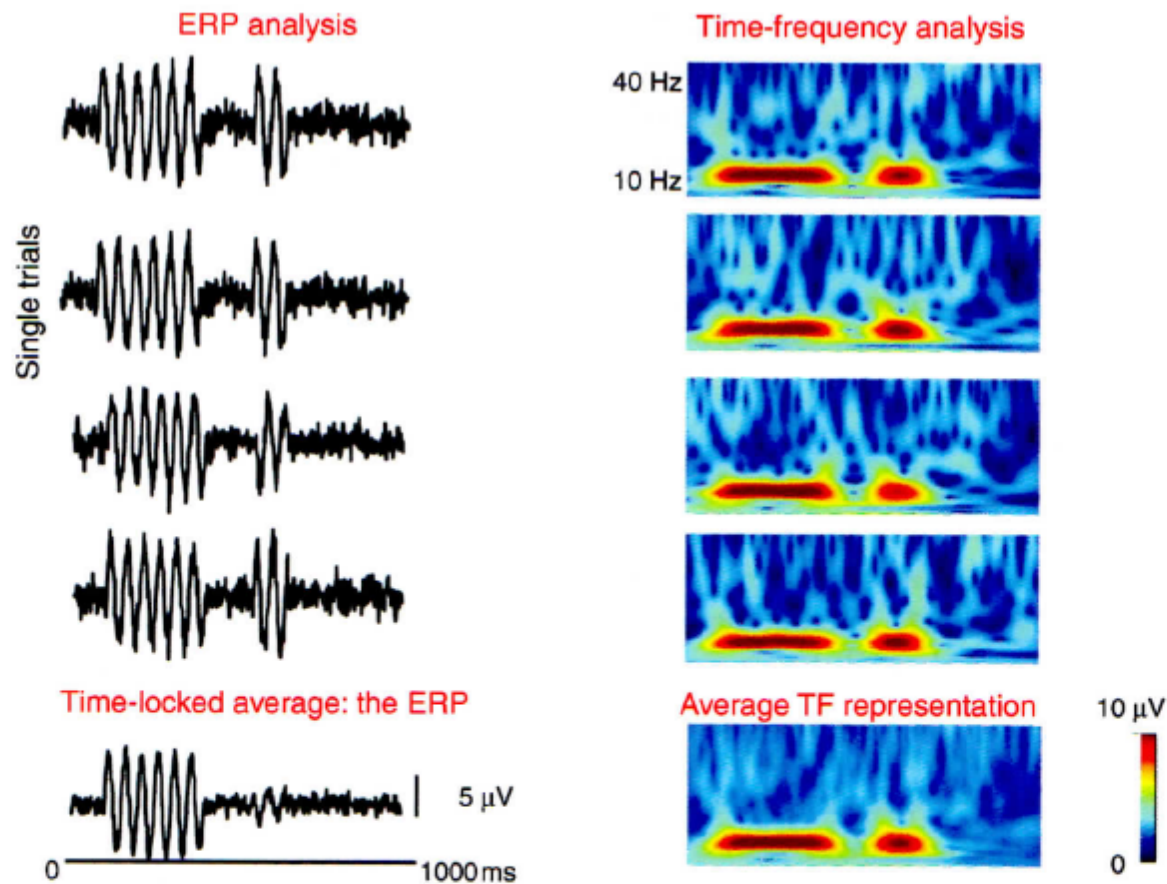 ERP analysis
Time-frequency analysis
40 Hz
10 Hz
Single trials
Time-locked average: the ERP
Average TF representation
10 µV
5 µV
0
0
1000 ms